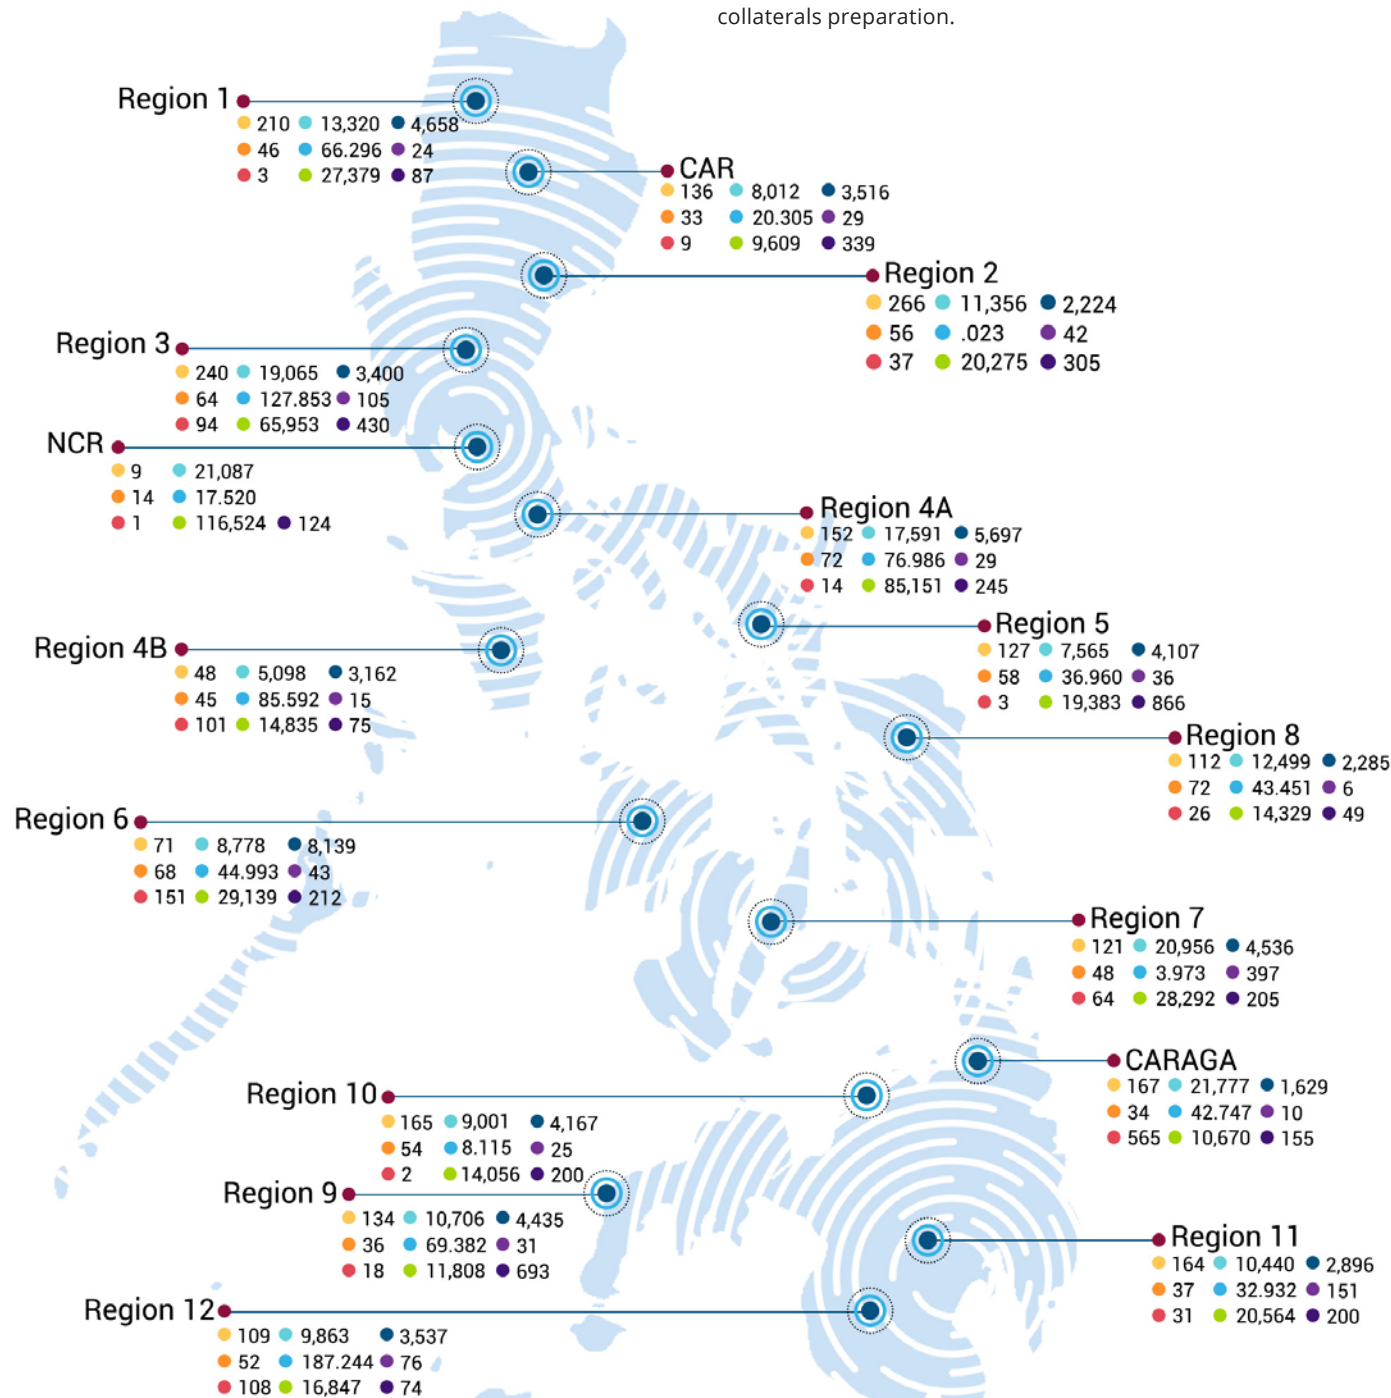 collaterals preparation.
Region 1
210 13,320 4,658
46 66.296 24
3 27,379 87
CAR
136 8,012 3,516
33 20.305 29
9 9,609 339
Region 2
266 11,356 2,224
56 .023 42
37 20,275 305
Region 3
240 19,065 3,400
64 127.853 105
94 65,953 430
NCR
9 21,087
14 17.520
1 116,524 124
Region 4A
152 17,591 5,697
72 76.986 29
14 85,151 245
Region 5
127 7,565 4,107
58 36.960 36
3 19,383 866
Region 4B
48 5,098 3,162
45 85.592 15
101 14,835 75
Region 8
112 12,499 2,285
72 43.451 6
26 14,329 49
Region 6
71 8,778 8,139
68 44.993 43
151 29,139 212
Region 7
121 20,956 4,536
48 3.973 397
64 28,292 205
CARAGA
167 21,777 1,629
34 42.747 10
565 10,670 155
Region 10
165 9,001 4,167
54 8.115 25
2 14,056 200
Region 9
134 10,706 4,435
36 69.382 31
18 11,808 693
Region 11
164 10,440 2,896
37 32.932 151
31 20,564 200
Region 12
109 9,863 3,537
52 187.244 76
108 16,847 74